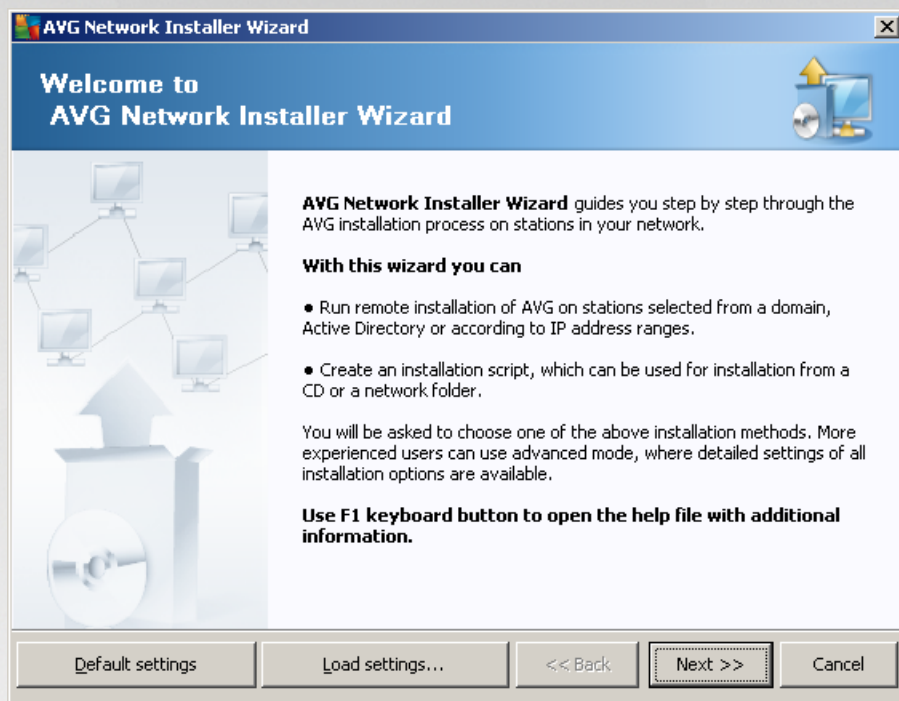 AVG Network Installer Wizard
Welcome to
AVG Network Installer Wizard
AVG Network Installer Wizard guides you step by step through the
AVG installation process on stations in your network.
With this wizard you can
● Run remote installation of AVG on stations selected from a domain,
Active Directory or according to IP address ranges.
● Create an installation script, which can be used for installation from a
CD or a network folder.
You will be asked to choose one of the above installation methods. More
experienced users can use advanced mode, where detailed settings of all
installation options are available.
Use F1 keyboard button to open the help file with additional
information.
Default settings
Load settings...
<< Back
Next >>
Cancel